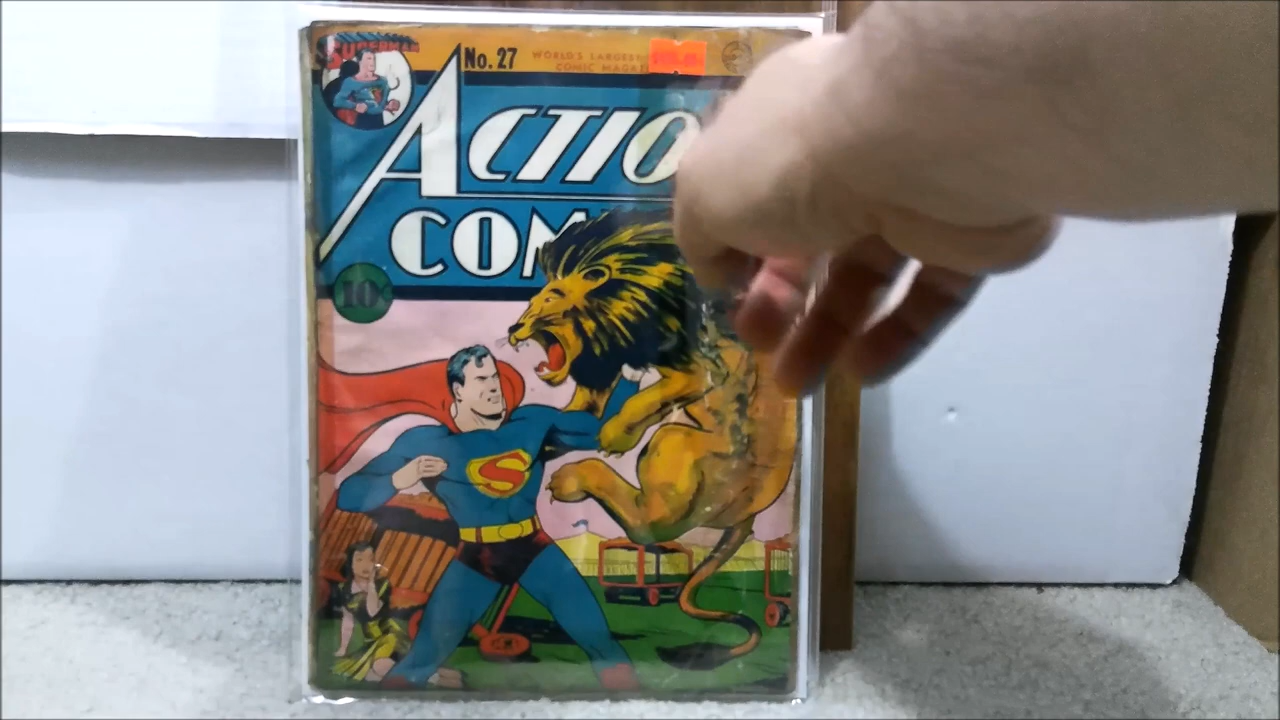 SUPERMAN
No. 27
WORLD'S LARGEST
COMIC MAGA
ACTIO
COM
10¢
S